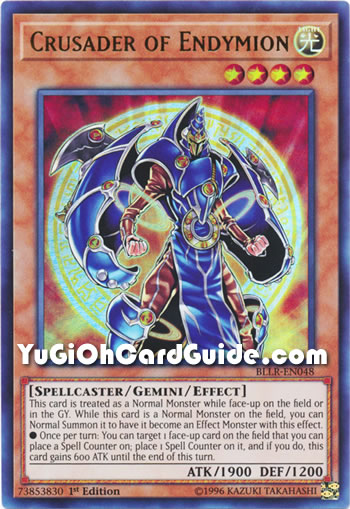 CRUSADER OF ENDYMION
LIGHT
光
YuGiOhCardGuide.com
BLLR-EN048
[SPELLCASTER/GEMINI/EFFECT]
This card is treated as a Normal Monster while face-up on the field or
in the GY. While this card is a Normal Monster on the field, you can
Normal Summon it to have it become an Effect Monster with this effect.
● Once per turn: You can target 1 face-up card on the field that you can
place a Spell Counter on; place 1 Spell Counter on it, and if you do, this
card gains 600 ATK until the end of this turn.
ATK/1900 DEF/1200
73853830 1st Edition ©1996 KAZUKI TAKAHASHI